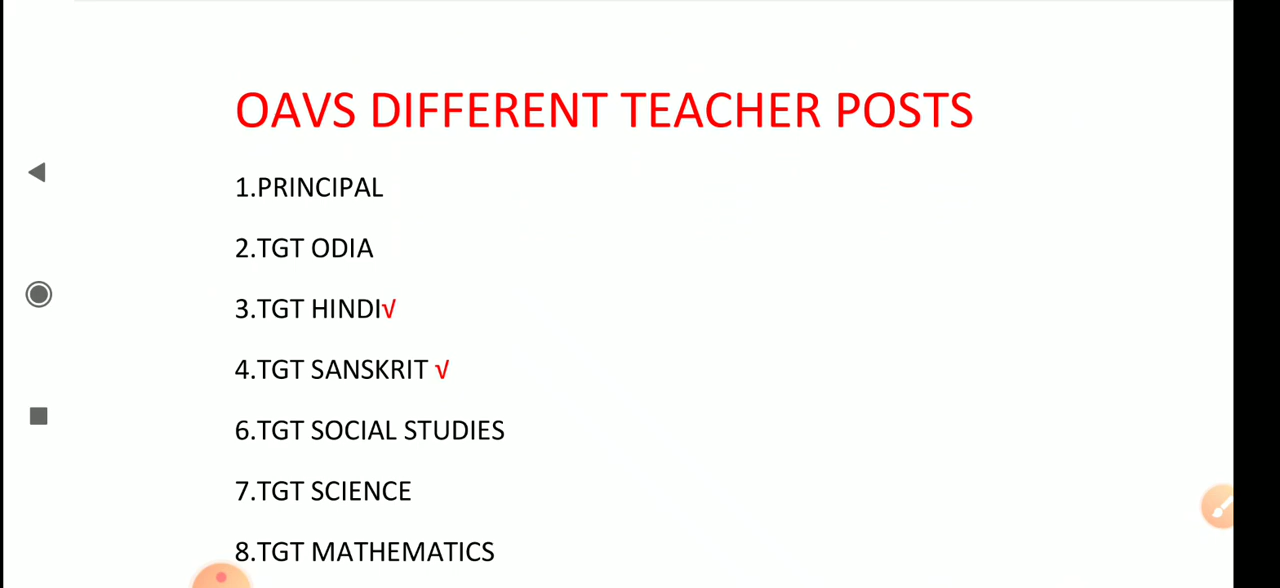 OAVS DIFFERENT TEACHER POSTS
1.PRINCIPAL
2.TGT ODIA
3.TGT HINDI√
4.TGT SANSKRIT √
6.TGT SOCIAL STUDIES
7.TGT SCIENCE
8.TGT MATHEMATICS